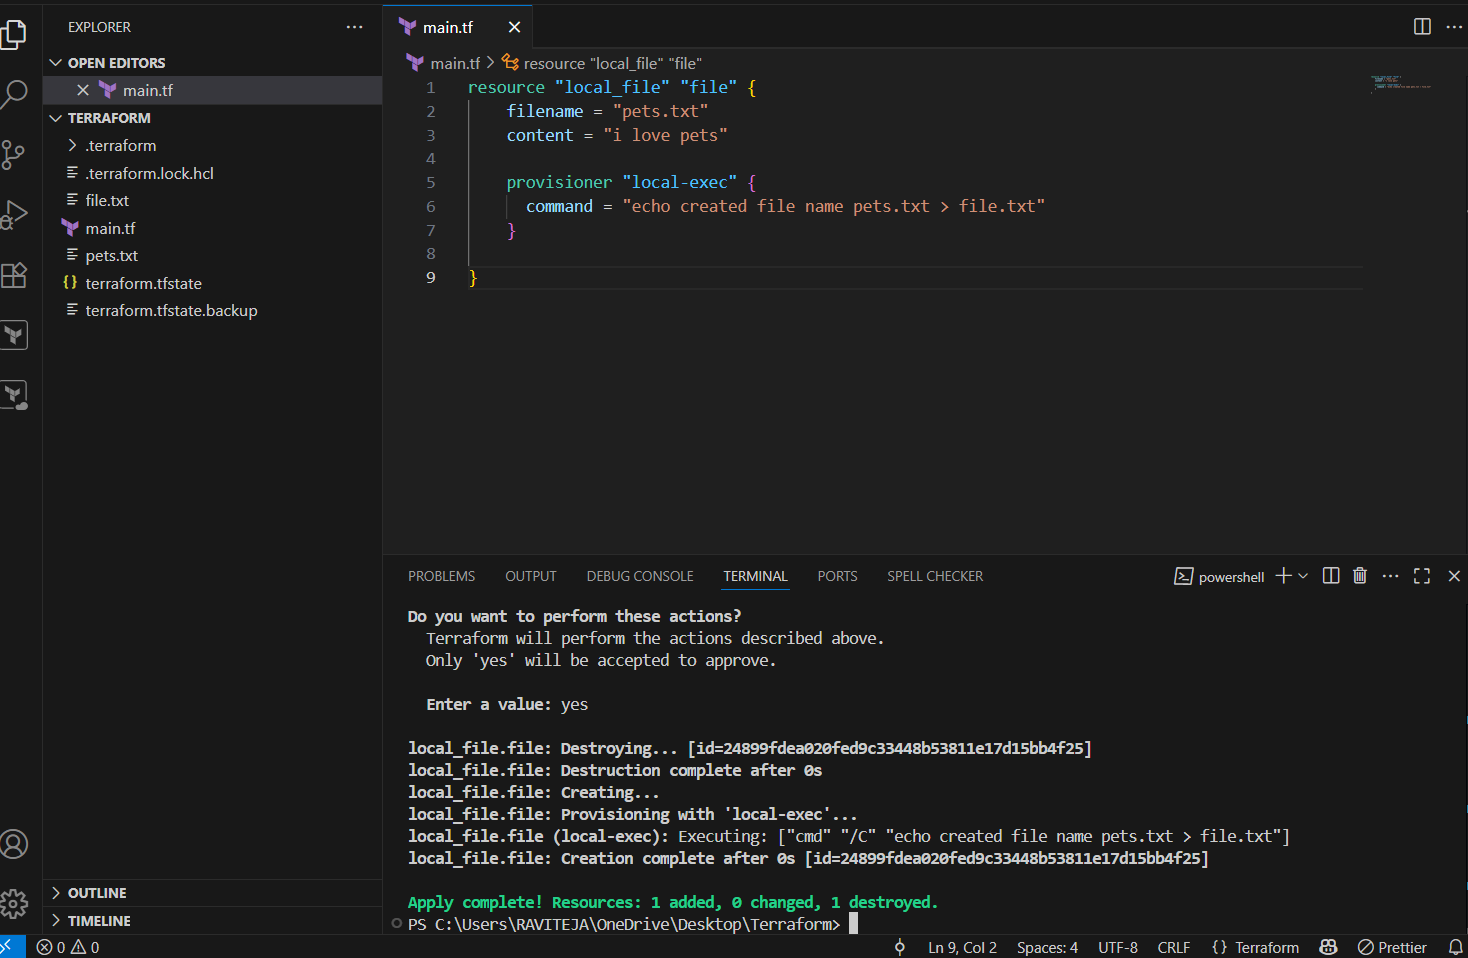 EXPLORER
OPEN EDITORS
main.tf
TERRAFORM
.terraform
.terraform.lock.hcl
file.txt
main.tf
pets.txt
terraform.tfstate
terraform.tfstate.backup
OUTLINE
TIMELINE
main.tf
main.tf > resource "local_file" "file"
1 resource "local_file" "file" {
2 filename = "pets.txt"
3 content = "i love pets"
4
5 provisioner "local-exec" {
6 command = "echo created file name pets.txt > file.txt"
7 }
8
9 }
PROBLEMS OUTPUT DEBUG CONSOLE TERMINAL PORTS SPELL CHECKER
powershell
Do you want to perform these actions?
Terraform will perform the actions described above.
Only 'yes' will be accepted to approve.
Enter a value: yes
local_file.file: Destroying... [id=24899fdea020fed9c33448b53811e17d15bb4f25]
local_file.file: Destruction complete after 0s
local_file.file: Creating...
local_file.file: Provisioning with 'local-exec'...
local_file.file (local-exec): Executing: ["cmd" "/C" "echo created file name pets.txt > file.txt"]
local_file.file: Creation complete after 0s [id=24899fdea020fed9c33448b53811e17d15bb4f25]
Apply complete! Resources: 1 added, 0 changed, 1 destroyed.
PS C:\Users\RAVITEJA\OneDrive\Desktop\Terraform>
0 0 Ln 9, Col 2 Spaces: 4 UTF-8 CRLF {} Terraform Prettier